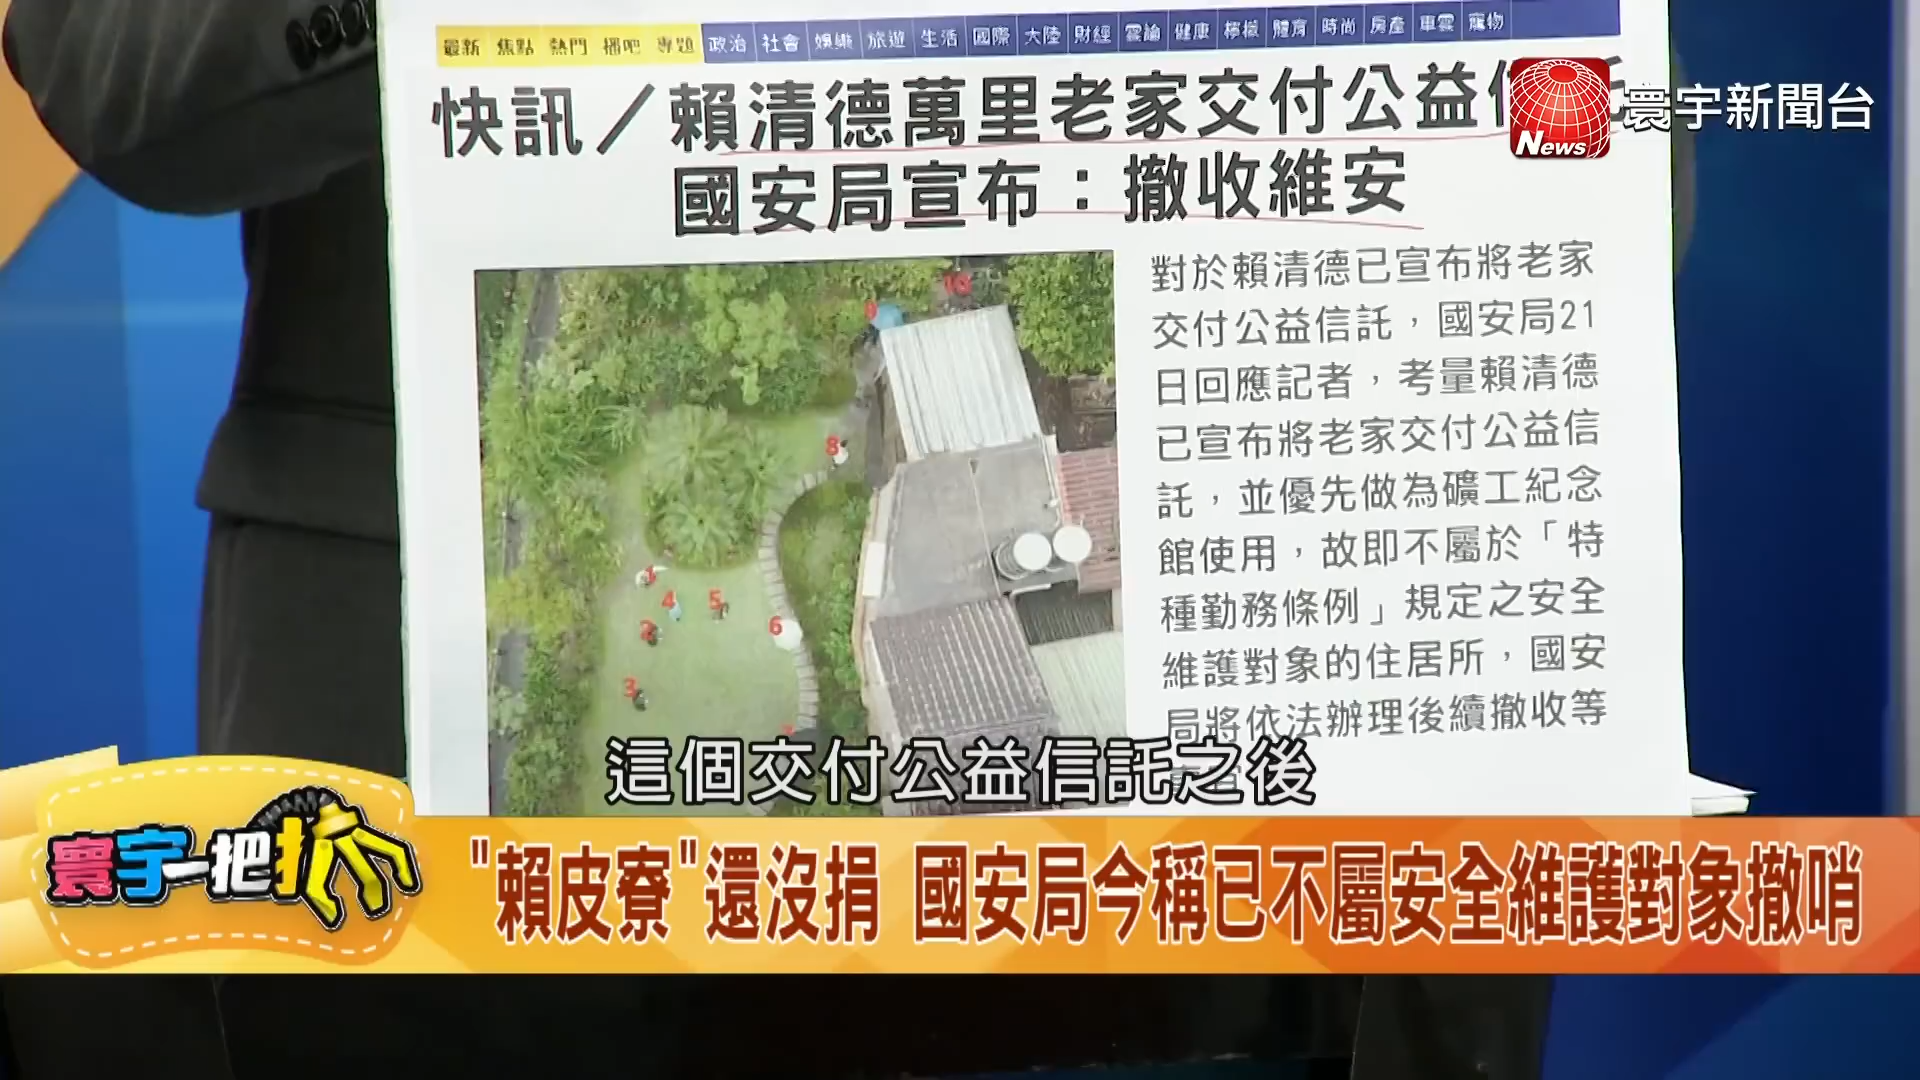 最新 焦點 熱門 播吧 專題 政治 社會 娛樂 旅遊 生活 國際 大陸 財經 雲論 健康 檸檬 體育 時尚 房產 車雲 寵物
快訊／賴清德萬里老家交付公益信託
國安局宣布：撤收維安
News
寰宇新聞台
對於賴清德已宣布將老家
交付公益信託，國安局21
日回應記者，考量賴清德
已宣布將老家交付公益信
託，並優先做為礦工紀念
館使用，故即不屬於「特
種勤務條例」規定之安全
維護對象的住居所，國安
局將依法辦理後續撤收等
10
8
4
5
2
6
3
這個交付公益信託之後
寰宇一把抓
"賴皮寮"還沒捐 國安局今稱已不屬安全維護對象撤哨